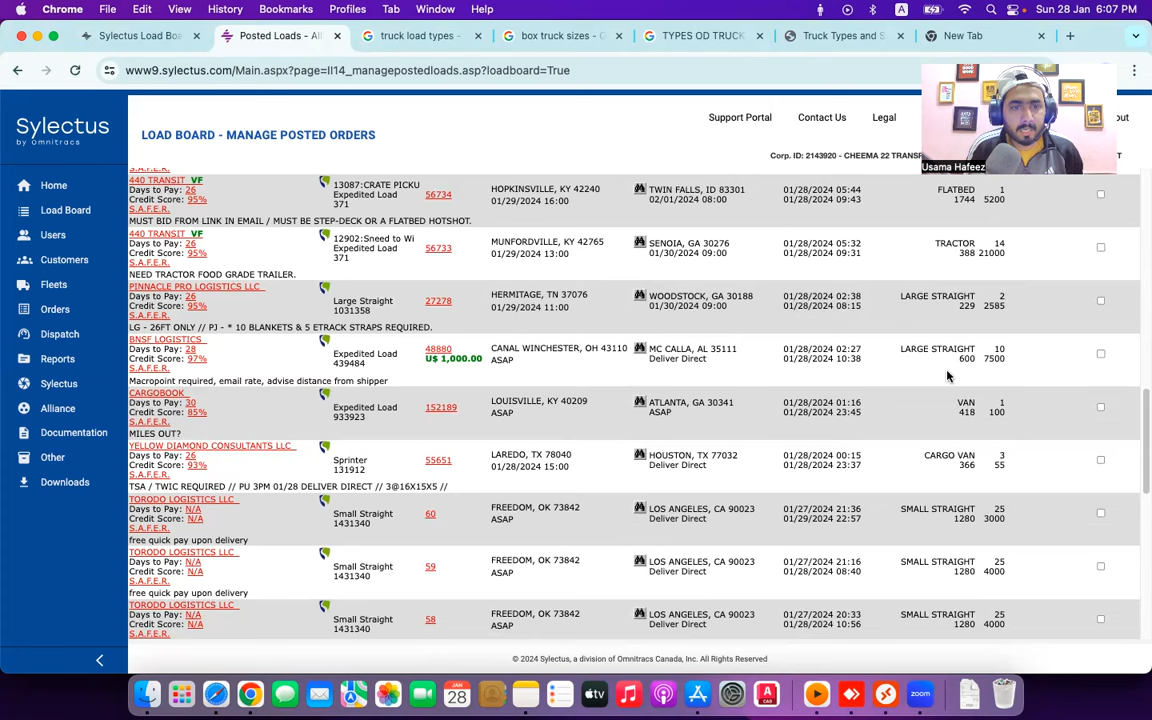 Chrome File Edit View History Bookmarks Profiles Tab Window Help A Sun 28 Jan 6:07 PM
Sylectus Load Boa
Posted Loads - All
truck load types -
box truck sizes - G
TYPES OD TRUCK
Truck Types and S
New Tab
www9.sylectus.com/Main.aspx?page=II14_managepostedloads.asp?loadboard=True
Sylectus
by Omnitracs
Home
Load Board
Users
Customers
Fleets
Orders
Dispatch
Reports
Sylectus
Alliance
Documentation
Other
Downloads
Support Portal Contact Us Legal
out
LOAD BOARD - MANAGE POSTED ORDERS
Corp. ID: 2143920 - CHEEMA 22 TRANSF
T
Usama Hafeez
S.A.F.E.R.
440 TRANSIT VF
Days to Pay: 26
Credit Score: 95%
S.A.F.E.R.
13087:CRATE PICKU
Expedited Load
371
56734
HOPKINSVILLE, KY 42240
01/29/2024 16:00
TWIN FALLS, ID 83301
02/01/2024 08:00
01/28/2024 05:44
01/28/2024 09:43
FLATBED 1
1744 5200
MUST BID FROM LINK IN EMAIL / MUST BE STEP-DECK OR A FLATBED HOTSHOT.
440 TRANSIT VF
Days to Pay: 26
Credit Score: 95%
S.A.F.E.R.
12902:Sneed to Wi
Expedited Load
371
56733
MUNFORDVILLE, KY 42765
01/29/2024 13:00
SENOIA, GA 30276
01/30/2024 09:00
01/28/2024 05:32
01/28/2024 09:31
TRACTOR 14
388 21000
NEED TRACTOR FOOD GRADE TRAILER.
PINNACLE PRO LOGISTICS LLC
Days to Pay: 26
Credit Score: 95%
S.A.F.E.R.
Large Straight
1031358
27278
HERMITAGE, TN 37076
01/29/2024 11:00
WOODSTOCK, GA 30188
01/30/2024 09:00
01/28/2024 02:38
01/28/2024 08:15
LARGE STRAIGHT 2
229 2585
LG - 26FT ONLY // PJ - * 10 BLANKETS & 5 ETRACK STRAPS REQUIRED.
BNSF LOGISTICS
Days to Pay: 28
Credit Score: 97%
S.A.F.E.R.
Expedited Load
439484
48880
U$ 1,000.00
CANAL WINCHESTER, OH 43110
ASAP
MC CALLA, AL 35111
Deliver Direct
01/28/2024 02:27
01/28/2024 10:38
LARGE STRAIGHT 10
600 7500
Macropoint required, email rate, advise distance from shipper
CARGOBOOK
Days to Pay: 30
Credit Score: 85%
S.A.F.E.R.
Expedited Load
933923
152189
LOUISVILLE, KY 40209
ASAP
ATLANTA, GA 30341
ASAP
01/28/2024 01:16
01/28/2024 23:45
VAN 1
418 100
MILES OUT?
YELLOW DIAMOND CONSULTANTS LLC
Days to Pay: 26
Credit Score: 93%
S.A.F.E.R.
Sprinter
131912
55651
LAREDO, TX 78040
01/28/2024 15:00
HOUSTON, TX 77032
Deliver Direct
01/28/2024 00:15
01/28/2024 23:37
CARGO VAN 3
366 55
TSA / TWIC REQUIRED // PU 3PM 01/28 DELIVER DIRECT // 3@16X15X5 //
TORODO LOGISTICS LLC
Days to Pay: N/A
Credit Score: N/A
S.A.F.E.R.
Small Straight
1431340
60
FREEDOM, OK 73842
ASAP
LOS ANGELES, CA 90023
Deliver Direct
01/27/2024 21:36
01/29/2024 22:57
SMALL STRAIGHT 25
1280 3000
free quick pay upon delivery
TORODO LOGISTICS LLC
Days to Pay: N/A
Credit Score: N/A
S.A.F.E.R.
Small Straight
1431340
59
FREEDOM, OK 73842
ASAP
LOS ANGELES, CA 90023
Deliver Direct
01/27/2024 21:16
01/28/2024 08:40
SMALL STRAIGHT 25
1280 4000
free quick pay upon delivery
TORODO LOGISTICS LLC
Days to Pay: N/A
Credit Score: N/A
S.A.F.E.R.
Small Straight
1431340
58
FREEDOM, OK 73842
ASAP
LOS ANGELES, CA 90023
Deliver Direct
01/27/2024 20:33
01/28/2024 10:56
SMALL STRAIGHT 25
1280 4000
© 2024 Sylectus, a division of Omnitracs Canada, Inc. All Rights Reserved
JAN
28
tv
zoom